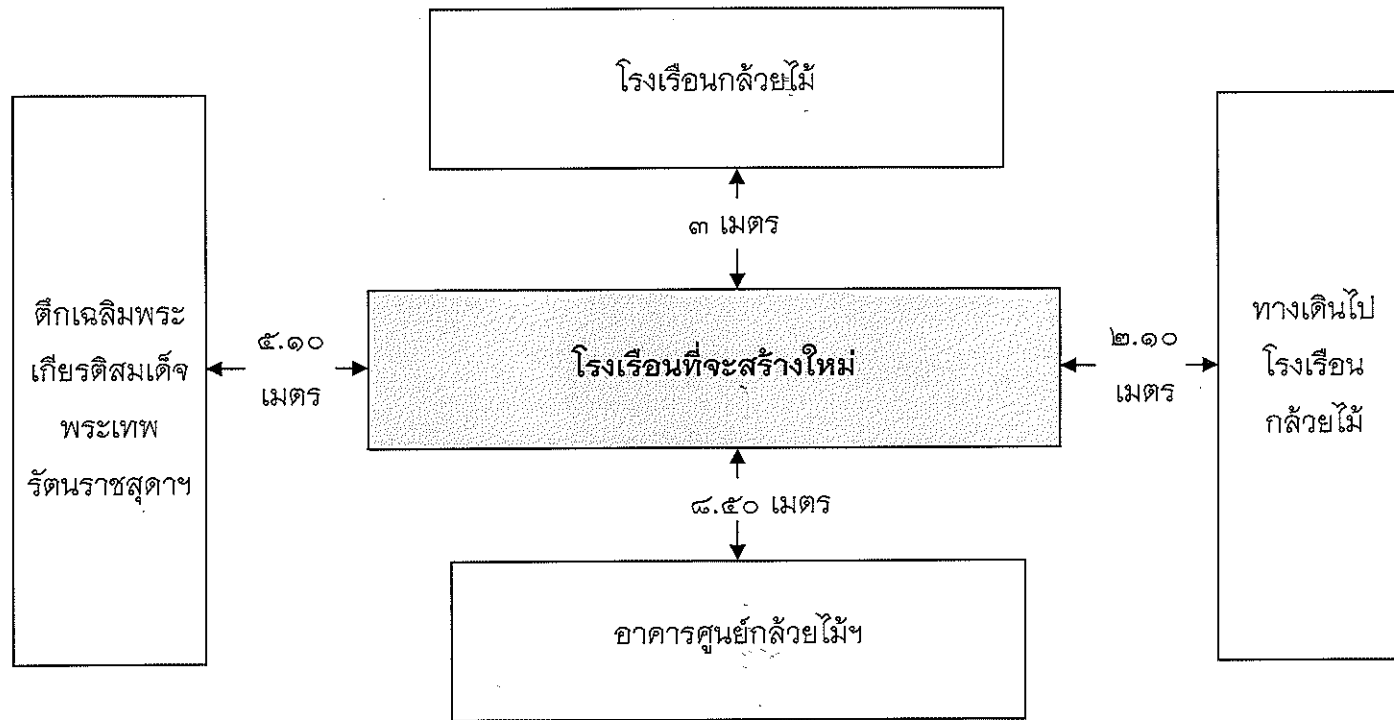 โรงเรือนกล้วยไม้
๓ เมตร
ตึกเฉลิมพระ
เกียรติสมเด็จ
พระเทพ
รัตนราชสุดาฯ
๕.๑๐
เมตร
โรงเรือนที่จะสร้างใหม่
๒.๑๐
เมตร
ทางเดินไป
โรงเรือน
กล้วยไม้
๘.๕๐ เมตร
อาคารศูนย์กล้วยไม้ฯ